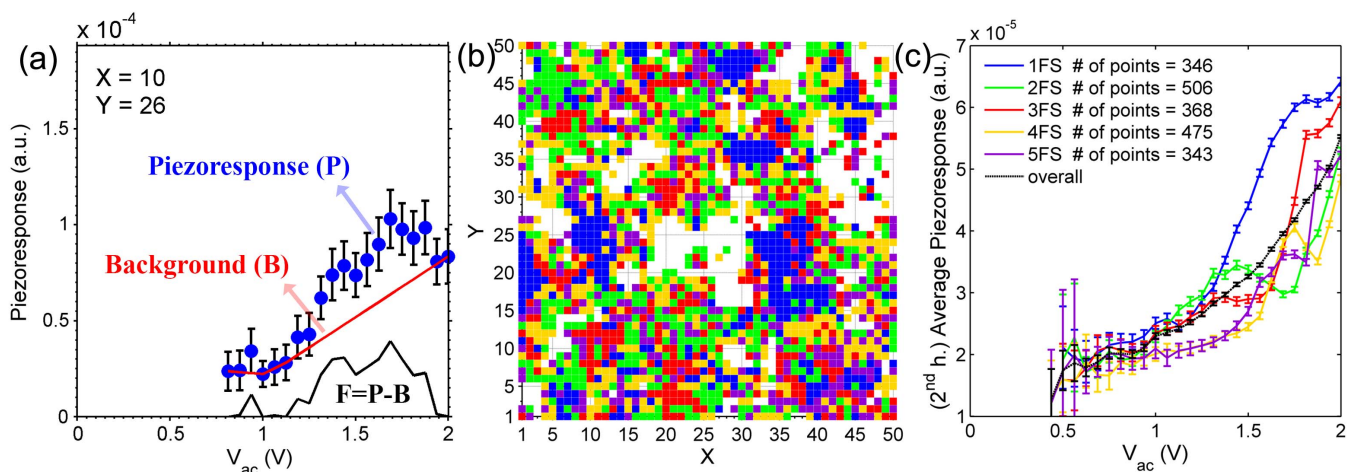 x 10-4
(a)
X = 10
Y = 26
Piezoresponse (P)
Background (B)
F=P-B
Piezoresponse (a.u.)
1.5
1
0.5
0
0 0.5 1 1.5 2
Vac (V)
(b)
Y
50
45
40
35
30
25
20
15
10
5
1
1 5 10 15 20 25 30 35 40 45 50
X
(c)
x 10-5
(2nd h.) Average Piezoresponse (a.u.)
7
6
5
4
3
2
1
1FS # of points = 346
2FS # of points = 506
3FS # of points = 368
4FS # of points = 475
5FS # of points = 343
overall
0 0.5 1 1.5 2
Vac (V)